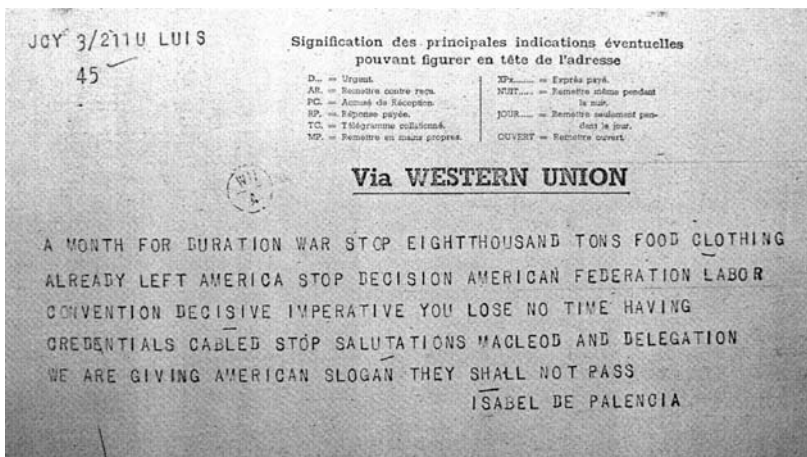 JCY 3/211U LUIS
45
Signification des principales indications éventuelles
pouvant figurer en tête de l'adresse
D... = Urgent.
AR. = Remettre contre reçu.
PC. = Accusé de Réception.
RP. = Réponse payée.
TC. = Télégramme collationné.
MP. = Remettre en mains propres.
XPx...... = Exprès payé.
NUIT..... = Remettre même pendant
la nuit.
JOUR..... = Remettre seulement pen-
dant le jour.
OUVERT = Remettre ouvert.
Via WESTERN UNION
A MONTH FOR DURATION WAR STOP EIGHTTHOUSAND TONS FOOD CLOTHING
ALREADY LEFT AMERICA STOP DECISION AMERICAN FEDERATION LABOR
CONVENTION DECISIVE IMPERATIVE YOU LOSE NO TIME HAVING
CREDENTIALS CABLED STOP SALUTATIONS MACLEOD AND DELEGATION
WE ARE GIVING AMERICAN SLOGAN THEY SHALL NOT PASS
ISABEL DE PALENCIA